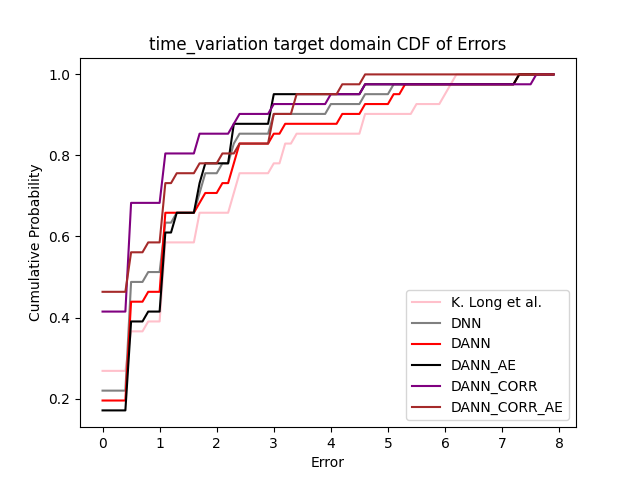 time_variation target domain CDF of Errors
Cumulative Probability
1.0
0.8
0.6
0.4
0.2
K. Long et al.
DNN
DANN
DANN_AE
DANN_CORR
DANN_CORR_AE
0 1 2 3 4 5 6 7 8
Error